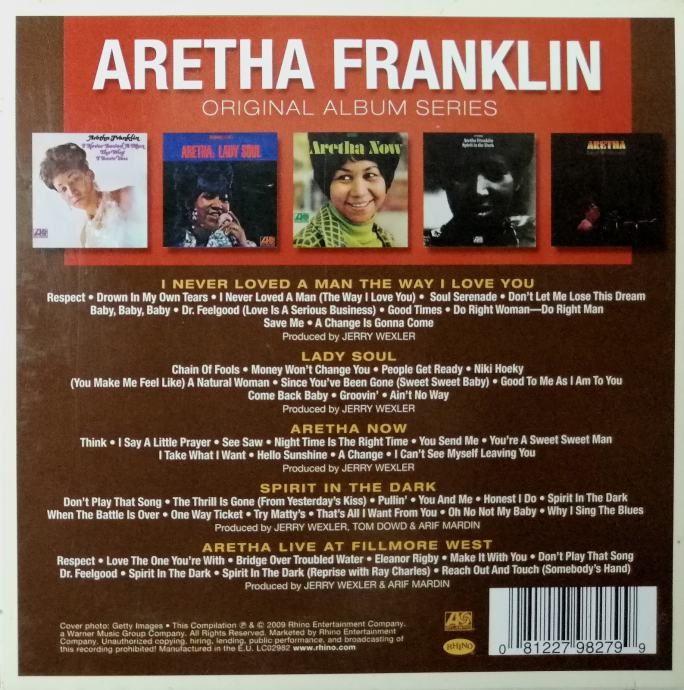 ARETHA FRANKLIN
ORIGINAL ALBUM SERIES
Aretha Franklin
I Never Loved A Man
The Way
I Love You
ARETHA: LADY SOUL
Aretha Now
Aretha Franklin
Spirit in the Dark
ARETHA
I NEVER LOVED A MAN THE WAY I LOVE YOU
Respect • Drown In My Own Tears • I Never Loved A Man (The Way I Love You) • Soul Serenade • Don't Let Me Lose This Dream
Baby, Baby, Baby • Dr. Feelgood (Love Is A Serious Business) • Good Times • Do Right Woman—Do Right Man
Save Me • A Change Is Gonna Come
Produced by JERRY WEXLER
LADY SOUL
Chain Of Fools • Money Won't Change You • People Get Ready • Niki Hoeky
(You Make Me Feel Like) A Natural Woman • Since You've Been Gone (Sweet Sweet Baby) • Good To Me As I Am To You
Come Back Baby • Groovin' • Ain't No Way
Produced by JERRY WEXLER
ARETHA NOW
Think • I Say A Little Prayer • See Saw • Night Time Is The Right Time • You Send Me • You're A Sweet Sweet Man
I Take What I Want • Hello Sunshine • A Change • I Can't See Myself Leaving You
Produced by JERRY WEXLER
SPIRIT IN THE DARK
Don't Play That Song • The Thrill Is Gone (From Yesterday's Kiss) • Pullin' • You And Me • Honest I Do • Spirit In The Dark
When The Battle Is Over • One Way Ticket • Try Matty's • That's All I Want From You • Oh No Not My Baby • Why I Sing The Blues
Produced by JERRY WEXLER, TOM DOWD & ARIF MARDIN
ARETHA LIVE AT FILLMORE WEST
Respect • Love The One You're With • Bridge Over Troubled Water • Eleanor Rigby • Make It With You • Don't Play That Song
Dr. Feelgood • Spirit In The Dark • Spirit In The Dark (Reprise with Ray Charles) • Reach Out And Touch (Somebody's Hand)
Produced by JERRY WEXLER & ARIF MARDIN
Cover photo: Getty Images • This Compilation ℗ & © 2009 Rhino Entertainment Company,
a Warner Music Group Company. All Rights Reserved. Marketed by Rhino Entertainment
Company. Unauthorized copying, hiring, lending, public performance, and broadcasting of
this recording prohibited! Manufactured in the E.U. LC02982 www.rhino.com
RHINO
0 81227 98279 9